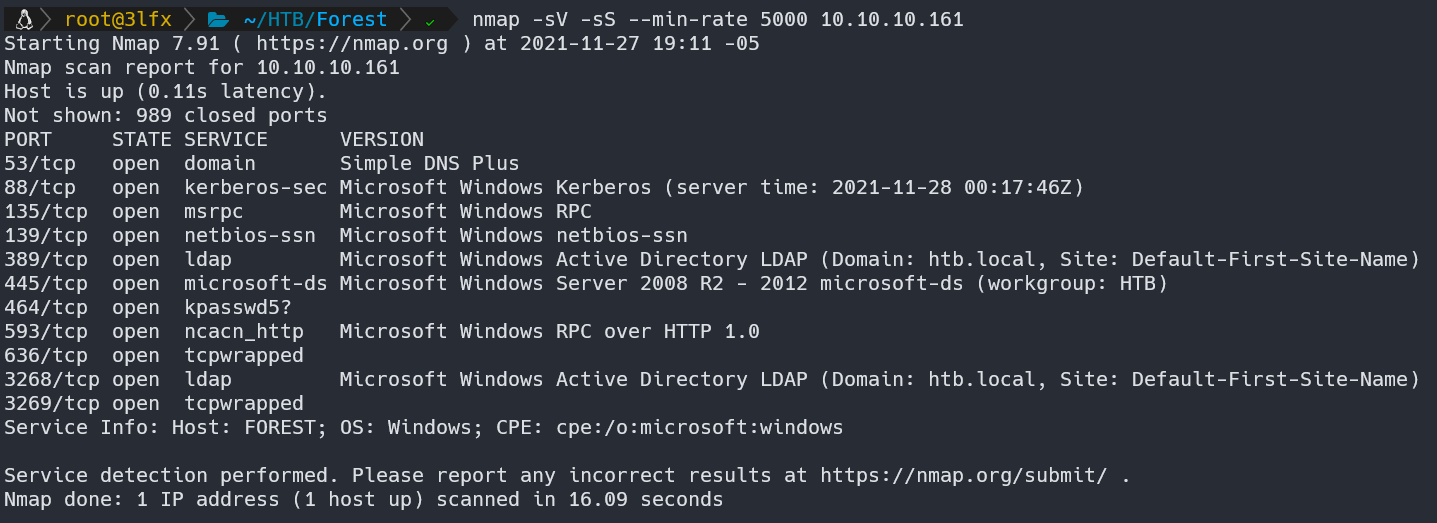 root@3lfx ~/HTB/Forest ✓ nmap -sV -sS --min-rate 5000 10.10.10.161
Starting Nmap 7.91 ( https://nmap.org ) at 2021-11-27 19:11 -05
Nmap scan report for 10.10.10.161
Host is up (0.11s latency).
Not shown: 989 closed ports
PORT     STATE SERVICE      VERSION
53/tcp   open  domain       Simple DNS Plus
88/tcp   open  kerberos-sec Microsoft Windows Kerberos (server time: 2021-11-28 00:17:46Z)
135/tcp  open  msrpc        Microsoft Windows RPC
139/tcp  open  netbios-ssn  Microsoft Windows netbios-ssn
389/tcp  open  ldap         Microsoft Windows Active Directory LDAP (Domain: htb.local, Site: Default-First-Site-Name)
445/tcp  open  microsoft-ds Microsoft Windows Server 2008 R2 - 2012 microsoft-ds (workgroup: HTB)
464/tcp  open  kpasswd5?
593/tcp  open  ncacn_http   Microsoft Windows RPC over HTTP 1.0
636/tcp  open  tcpwrapped
3268/tcp open  ldap         Microsoft Windows Active Directory LDAP (Domain: htb.local, Site: Default-First-Site-Name)
3269/tcp open  tcpwrapped
Service Info: Host: FOREST; OS: Windows; CPE: cpe:/o:microsoft:windows
Service detection performed. Please report any incorrect results at https://nmap.org/submit/ .
Nmap done: 1 IP address (1 host up) scanned in 16.09 seconds